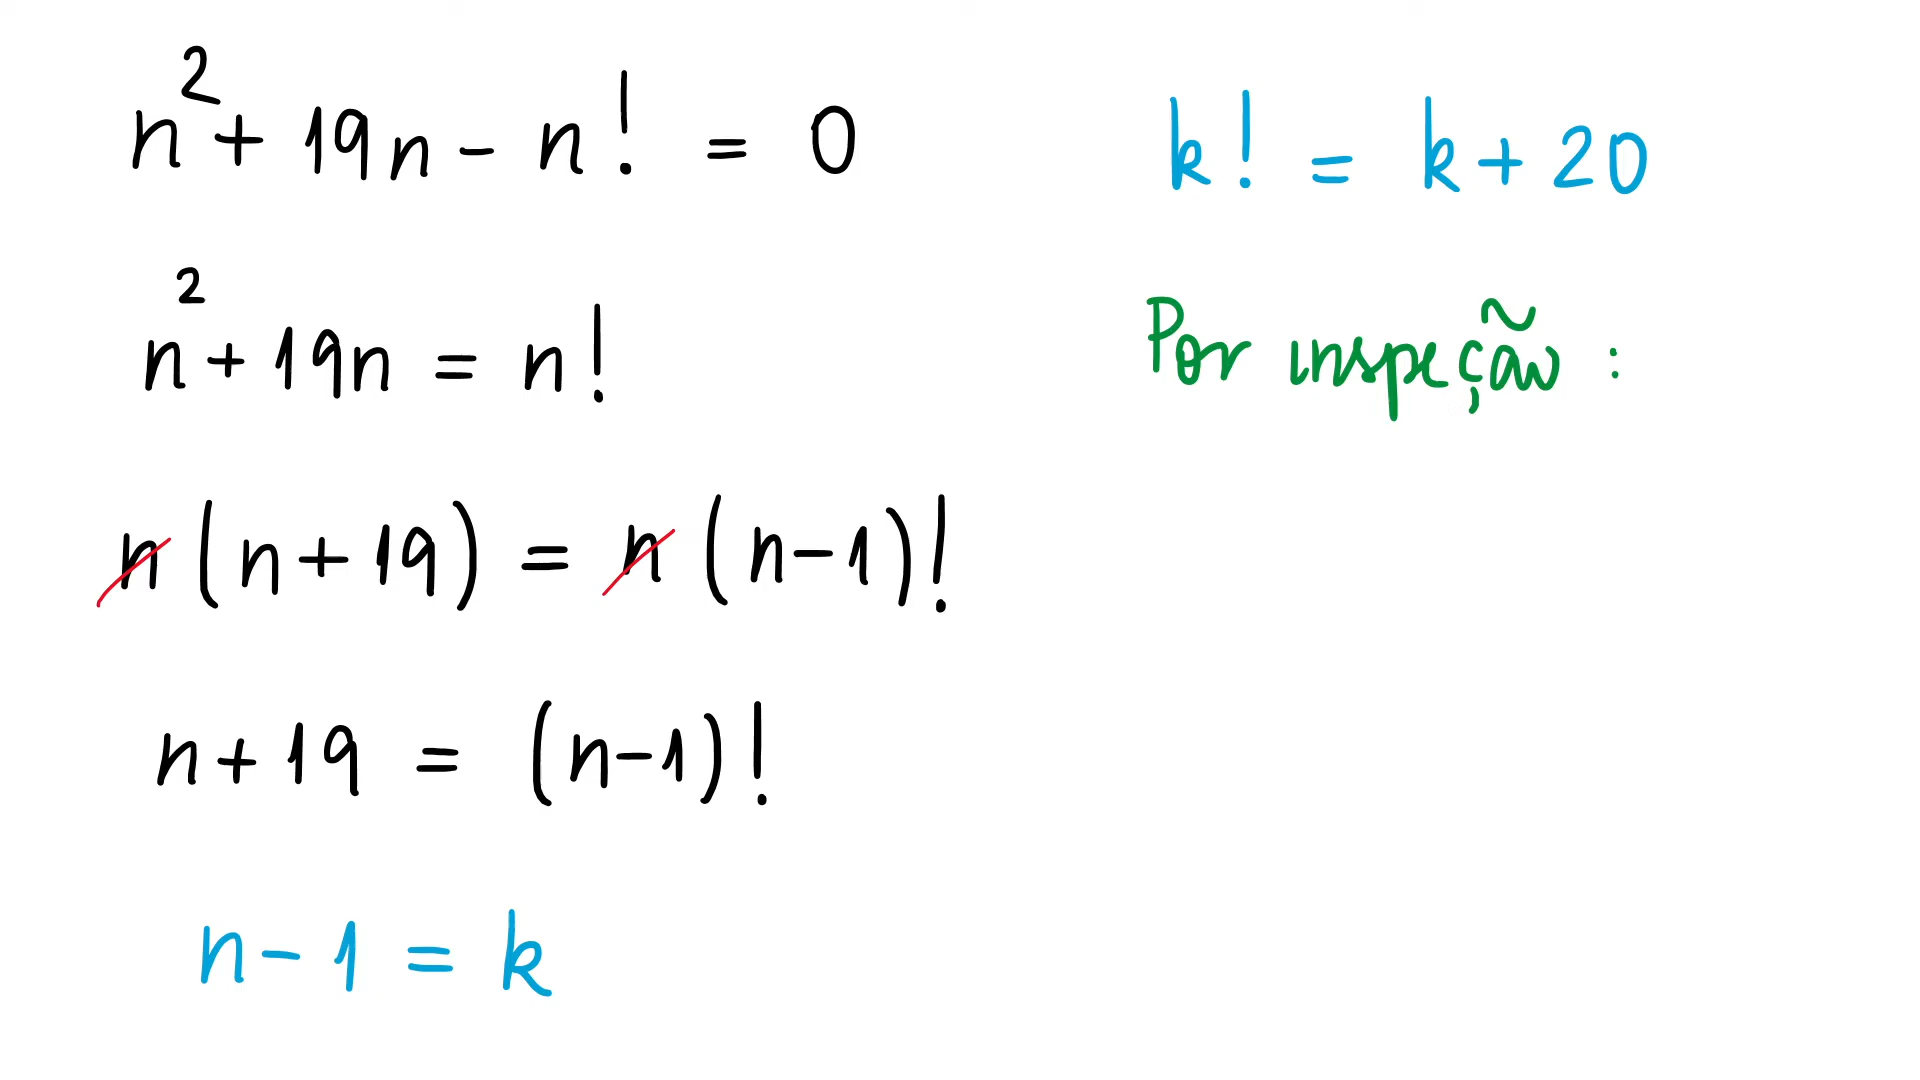 n² + 19n - n! = 0
n² + 19n = n!
n(n + 19) = n(n - 1)!
n + 19 = (n - 1)!
n - 1 = k
k! = k + 20
Por inspeção :